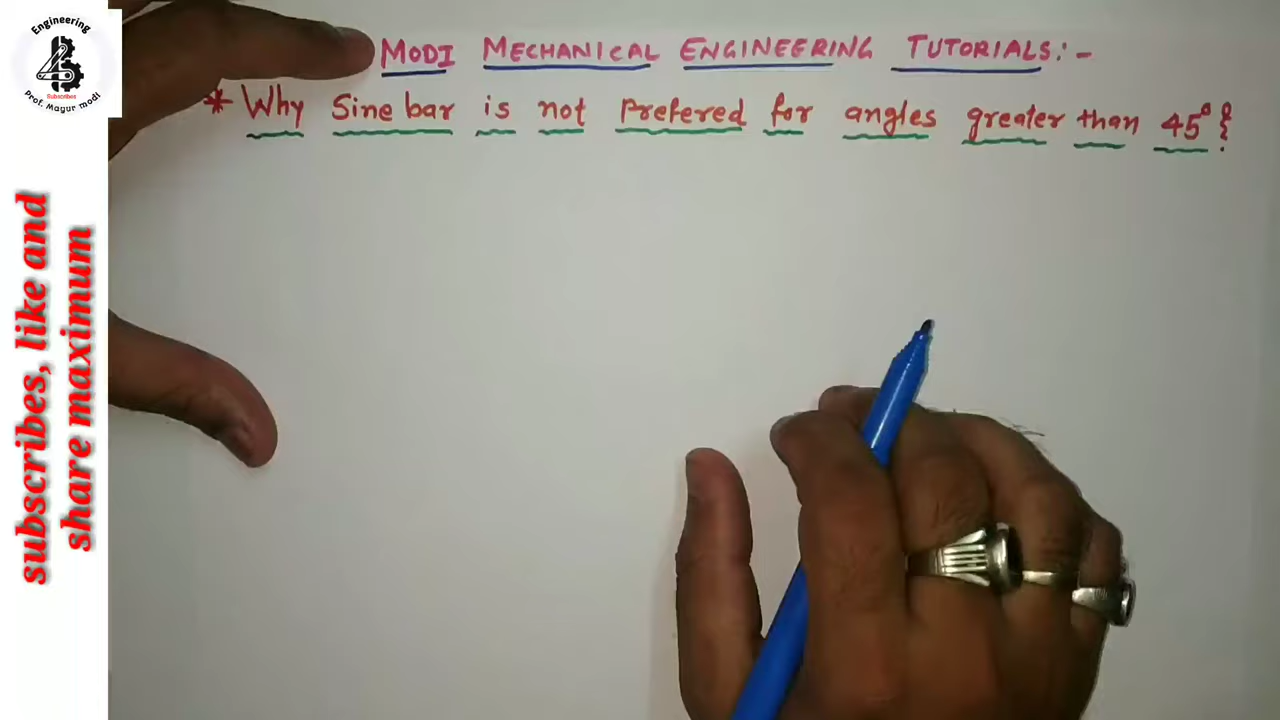 Engineering
Subscribes
Prof. Mayur modi
MODI MECHANICAL ENGINEERING TUTORIALS:-
* Why Sine bar is not Prefered for angles greater than 45°?
subscribes, like and
share maximum